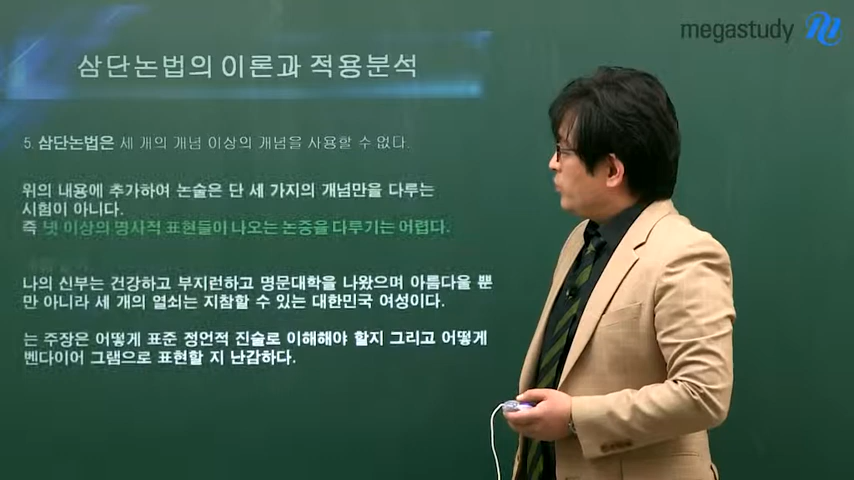 megastudy
삼단논법의 이론과 적용분석
5. 삼단논법은 세 개의 개념 이상의 개념을 사용할 수 없다.
위의 내용에 추가하여 논술은 단 세 가지의 개념만을 다루는
시험이 아니다.
즉 넷 이상의 명사적 표현들이 나오는 논증을 다루기는 어렵다.
나의 신부는 건강하고 부지런하고 명문대학을 나왔으며 아름다울 뿐
만 아니라 세 개의 열쇠는 지참할 수 있는 대한민국 여성이다.
는 주장은 어떻게 표준 정언적 진술로 이해해야 할지 그리고 어떻게
벤다이어 그램으로 표현할 지 난감하다.